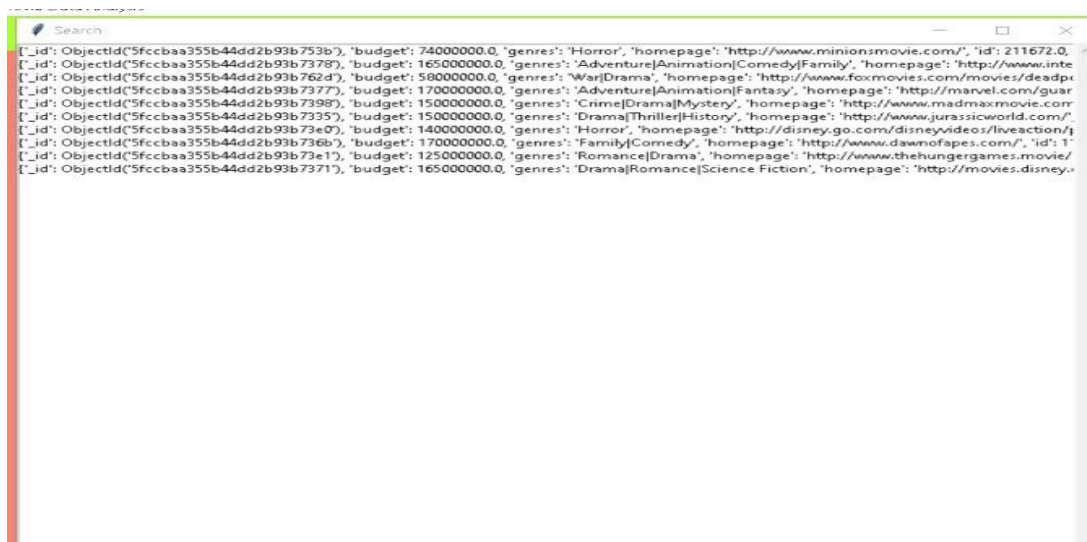 Data Analysis
Search
{'_id': ObjectId('5fccbaa355b44dd2b93b753b'), 'budget': 74000000.0, 'genres': 'Horror', 'homepage': 'http://www.minionsmovie.com/', 'id': 211672.0,
{'_id': ObjectId('5fccbaa355b44dd2b93b7378'), 'budget': 165000000.0, 'genres': 'Adventure|Animation|Comedy|Family', 'homepage': 'http://www.inte
{'_id': ObjectId('5fccbaa355b44dd2b93b762d'), 'budget': 58000000.0, 'genres': 'War|Drama', 'homepage': 'http://www.foxmovies.com/movies/deadpo
{'_id': ObjectId('5fccbaa355b44dd2b93b7377'), 'budget': 170000000.0, 'genres': 'Adventure|Animation|Fantasy', 'homepage': 'http://marvel.com/guar
{'_id': ObjectId('5fccbaa355b44dd2b93b7398'), 'budget': 150000000.0, 'genres': 'Crime|Drama|Mystery', 'homepage': 'http://www.madmaxmovie.com
{'_id': ObjectId('5fccbaa355b44dd2b93b7335'), 'budget': 150000000.0, 'genres': 'Drama|Thriller|History', 'homepage': 'http://www.jurassicworld.com/'
{'_id': ObjectId('5fccbaa355b44dd2b93b73e0'), 'budget': 140000000.0, 'genres': 'Horror', 'homepage': 'http://disney.go.com/disneyvideos/liveaction/p
{'_id': ObjectId('5fccbaa355b44dd2b93b736b'), 'budget': 170000000.0, 'genres': 'Family|Comedy', 'homepage': 'http://www.dawnofapes.com/', 'id': 1
{'_id': ObjectId('5fccbaa355b44dd2b93b73e1'), 'budget': 125000000.0, 'genres': 'Romance|Drama', 'homepage': 'http://www.thehungergames.movie/
{'_id': ObjectId('5fccbaa355b44dd2b93b7371'), 'budget': 165000000.0, 'genres': 'Drama|Romance|Science Fiction', 'homepage': 'http://movies.disney.